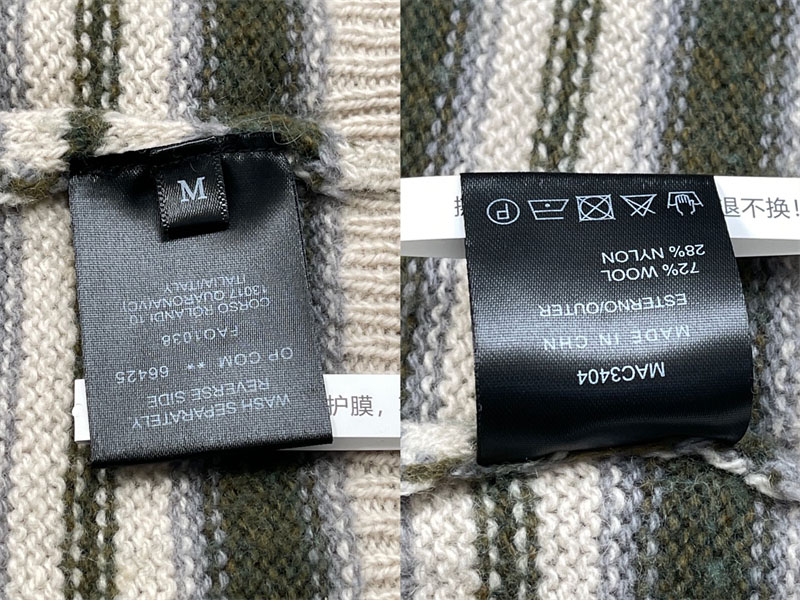 M
WASH SEPARATELY
REVERSE SIDE
OP COM ** 66425
FAO1038
CORSO ROLANDI 10
13017 QUARONA(VC)
ITALIA/ITALY
护膜，
MAC3404
MADE IN CHN
ESTERNO/OUTER
72% WOOL
28% NYLON
P
退不换!